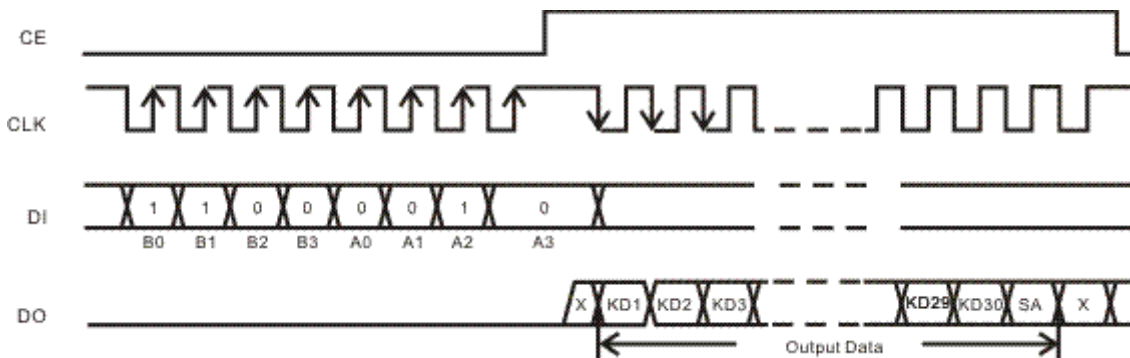 CE
CLK
DI
1 1 0 0 0 0 1 0
B0 B1 B2 B3 A0 A1 A2 A3
DO
X KD1 KD2 KD3 KD29 KD30 SA X
Output Data